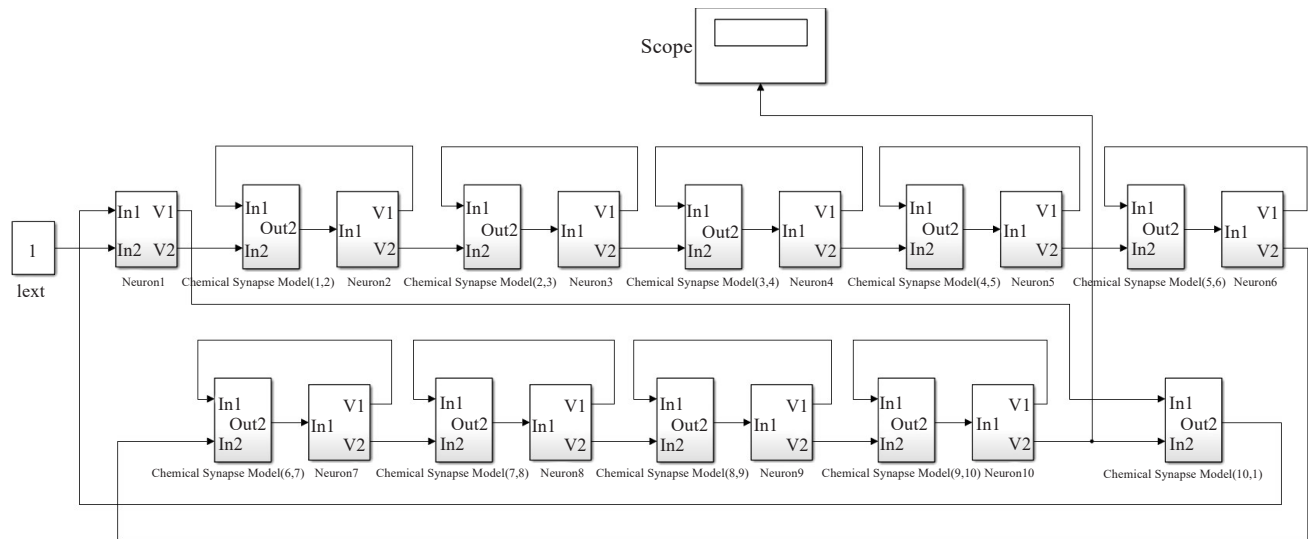 Scope
In1 V1
In2 V2
Neuron1
1
lext
In1
Out2
In2
Chemical Synapse Model(1,2)
V1
In1
V2
Neuron2
In1
Out2
In2
Chemical Synapse Model(2,3)
V1
In1
V2
Neuron3
In1
Out2
In2
Chemical Synapse Model(3,4)
V1
In1
V2
Neuron4
In1
Out2
In2
Chemical Synapse Model(4,5)
V1
In1
V2
Neuron5
In1
Out2
In2
Chemical Synapse Model(5,6)
V1
In1
V2
Neuron6
In1
Out2
In2
Chemical Synapse Model(6,7)
V1
In1
V2
Neuron7
In1
Out2
In2
Chemical Synapse Model(7,8)
V1
In1
V2
Neuron8
In1
Out2
In2
Chemical Synapse Model(8,9)
V1
In1
V2
Neuron9
In1
Out2
In2
Chemical Synapse Model(9,10)
V1
In1
V2
Neuron10
In1
Out2
In2
Chemical Synapse Model(10,1)